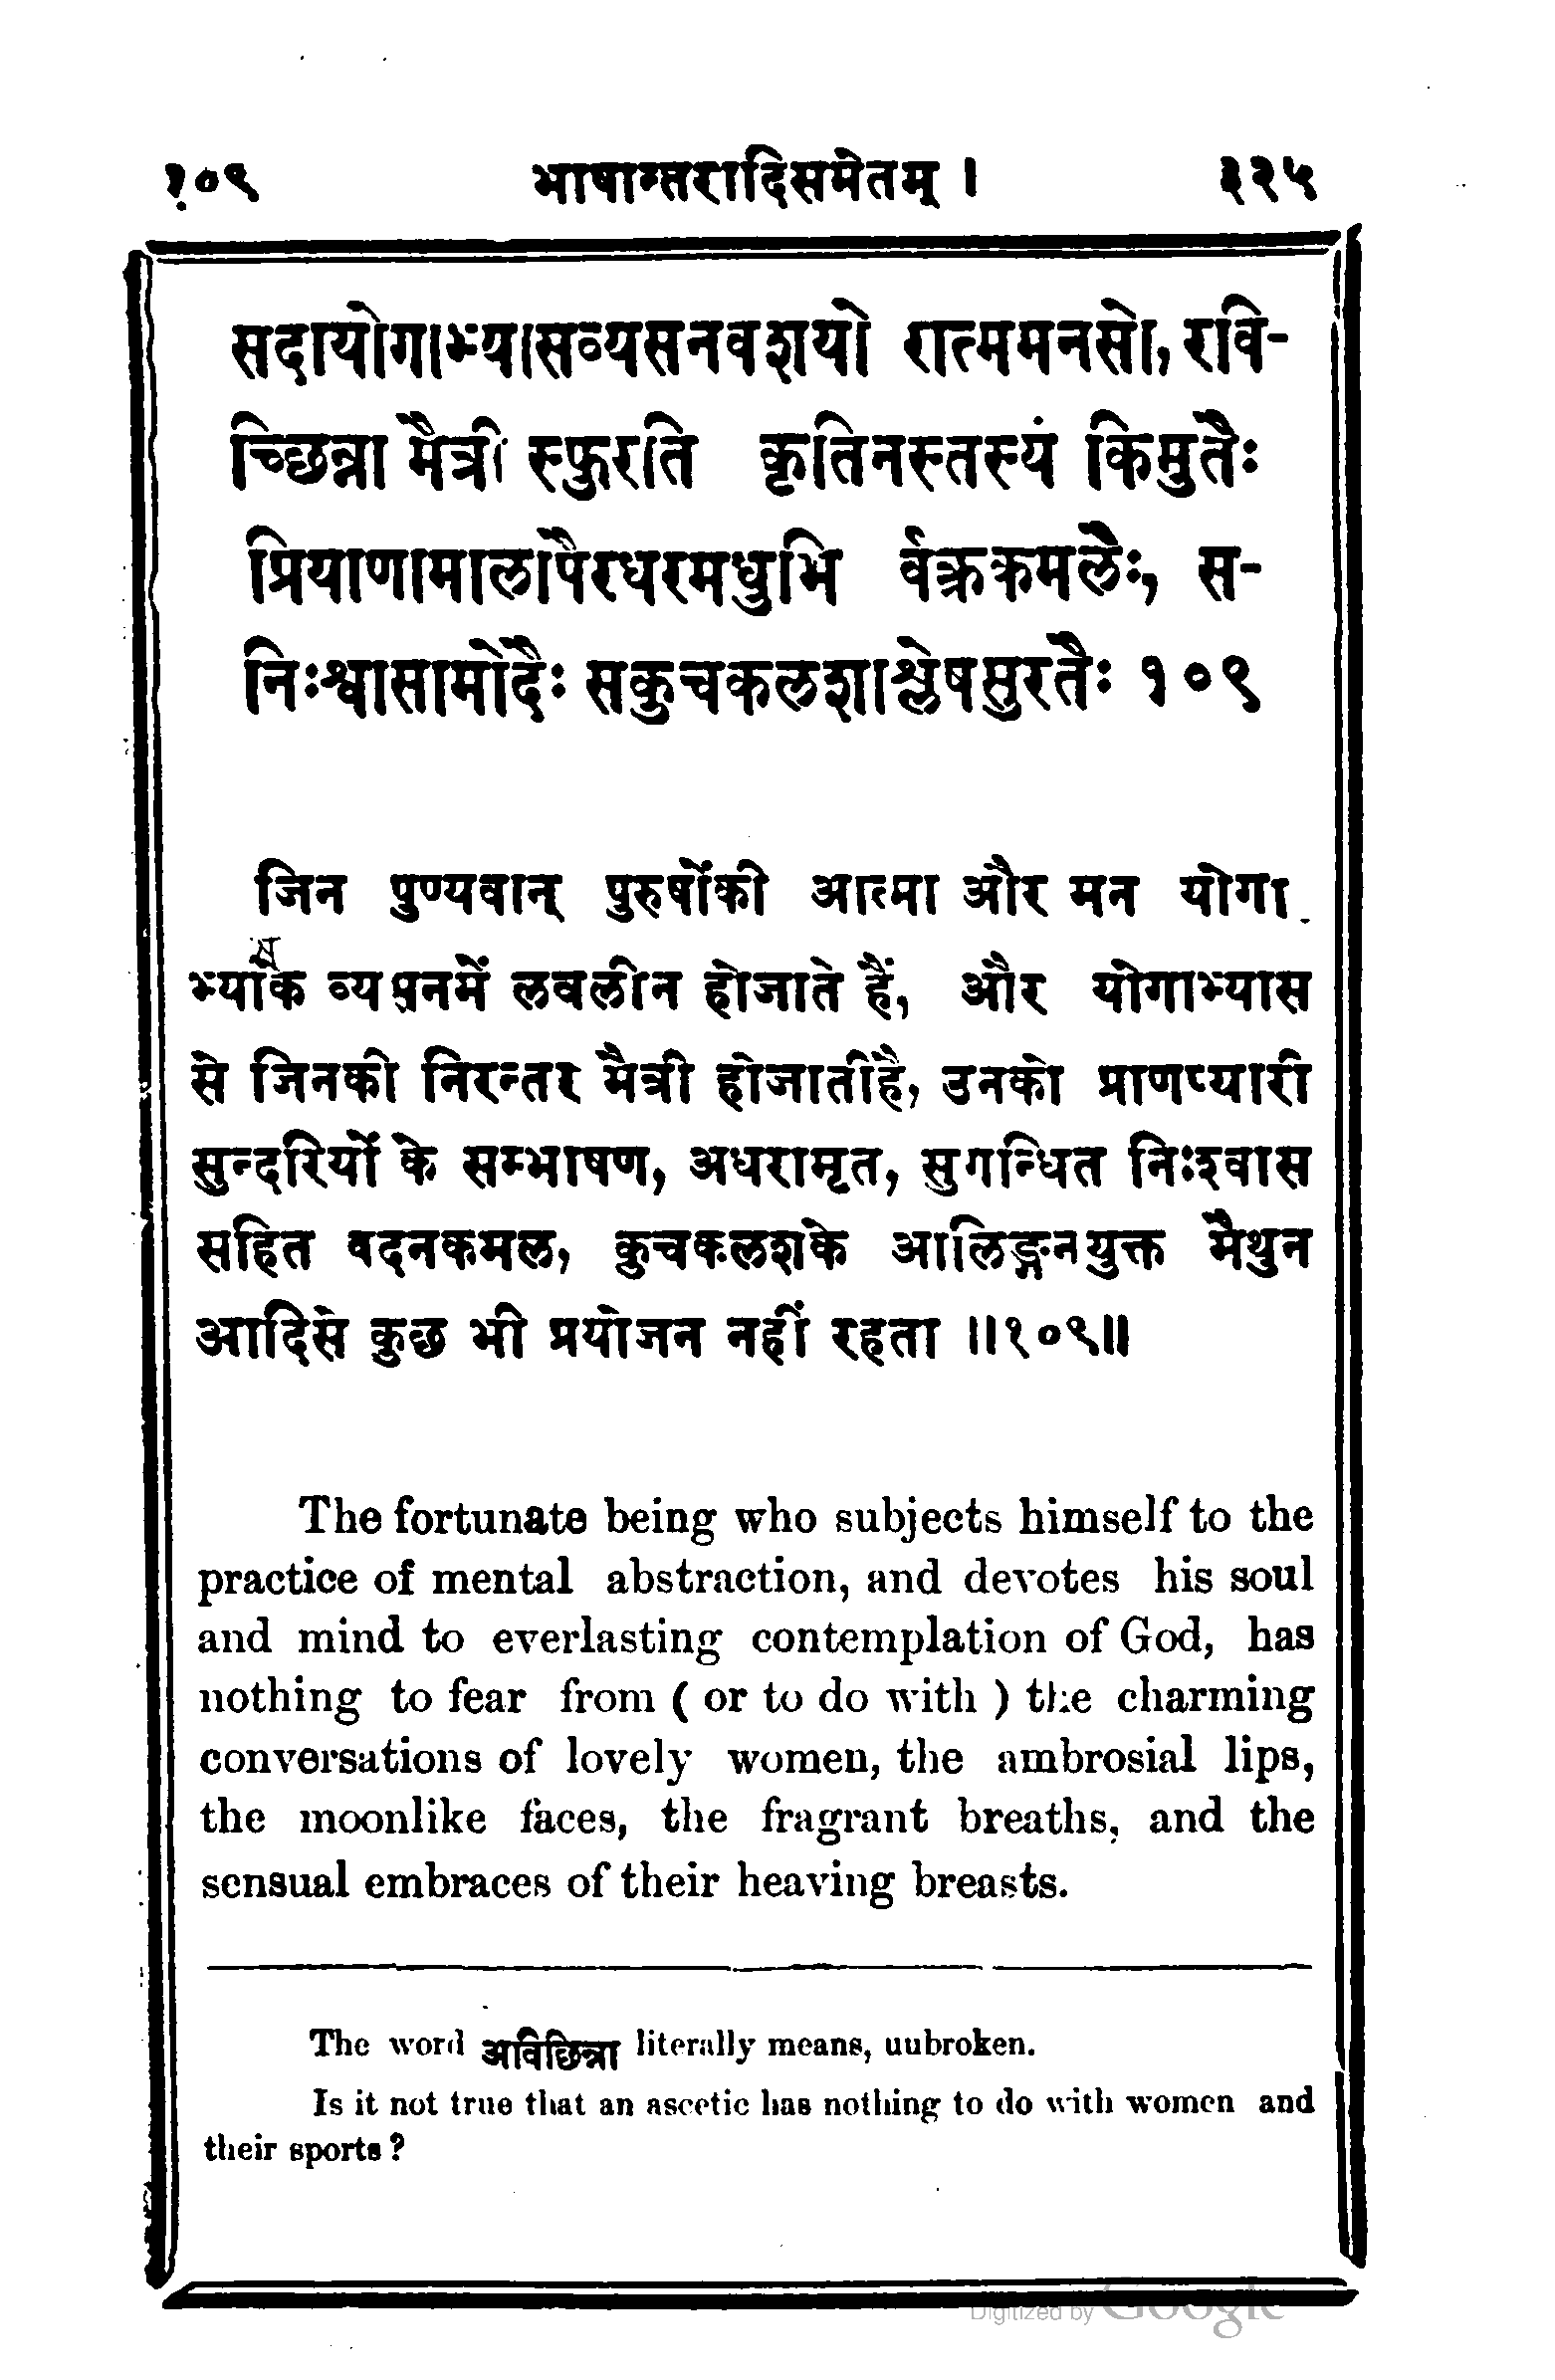 १०९ भाषान्तरादिसमेतम् । ३२५
सदायोगाभ्यासव्यसनवशयो रात्ममनसो, रवि-
च्छिन्ना मैत्री स्फुरति कृतिनस्तस्यं किमुतैः
प्रियाणामालापैरधरमधुभि र्वक्रकमलैः, स-
निःश्वासामोदैः सकुचकलशाश्लेषसुरतैः १०९
जिन पुण्यवान् पुरुषोंकी आत्मा और मन योगा
भ्यांके व्यसनमें लवलीन होजाते हैं, और योगाभ्यास
से जिनकी निरन्तर मैत्री होजातीहै, उनको प्राणप्यारी
सुन्दरियों के सम्भाषण, अधरामृत, सुगन्धित निःश्वास
सहित वदनकमल, कुचकलशके आलिङ्गनयुक्त मैथुन
आदिसे कुछ भी प्रयोजन नहीं रहता ॥१०९॥
The fortunate being who subjects himself to the
practice of mental abstraction, and devotes his soul
and mind to everlasting contemplation of God, has
nothing to fear from ( or to do with ) the charming
conversations of lovely women, the ambrosial lips,
the moonlike faces, the fragrant breaths, and the
sensual embraces of their heaving breasts.
The word अविछिन्ना literally means, uubroken.
Is it not true that an ascetic has nothing to do with women and
their sports ?
Digitized by Google